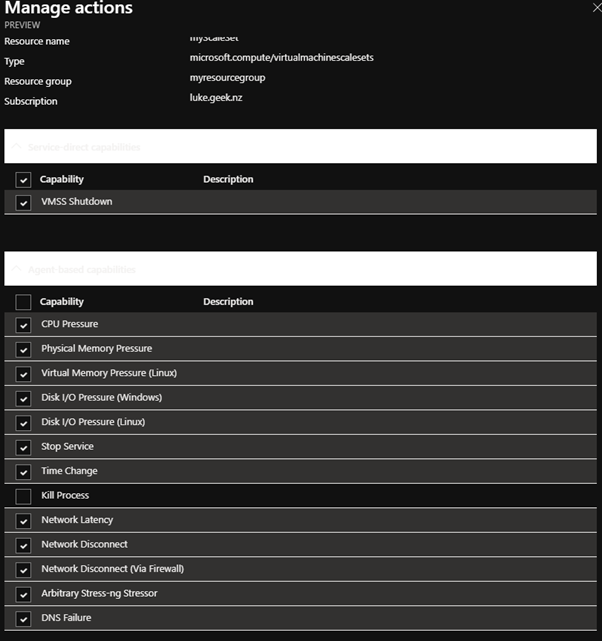 Manage actions
PREVIEW
Resource name myScaleSet
Type microsoft.compute/virtualmachinescalesets
Resource group myresourcegroup
Subscription luke.geek.nz
Service-direct capabilities
Capability Description
VMSS Shutdown
Agent-based capabilities
Capability Description
CPU Pressure
Physical Memory Pressure
Virtual Memory Pressure (Linux)
Disk I/O Pressure (Windows)
Disk I/O Pressure (Linux)
Stop Service
Time Change
Kill Process
Network Latency
Network Disconnect
Network Disconnect (Via Firewall)
Arbitrary Stress-ng Stressor
DNS Failure